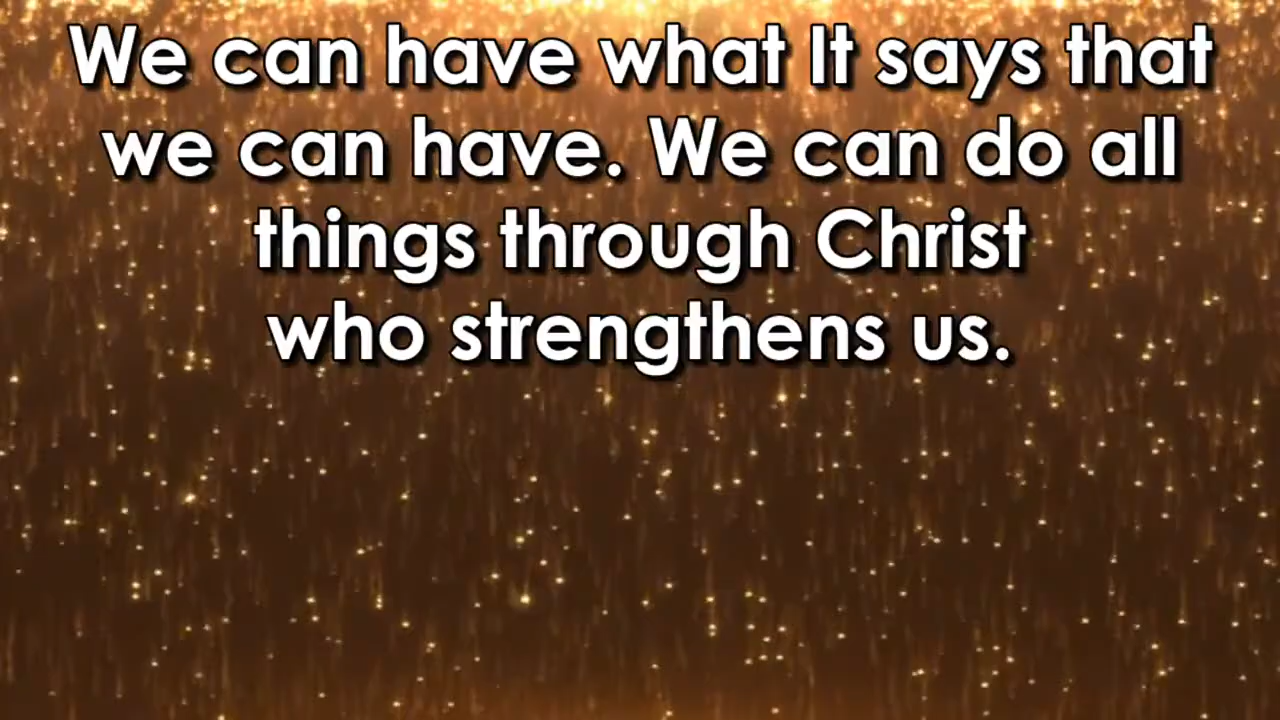 We can have what It says that
we can have. We can do all
things through Christ
who strengthens us.